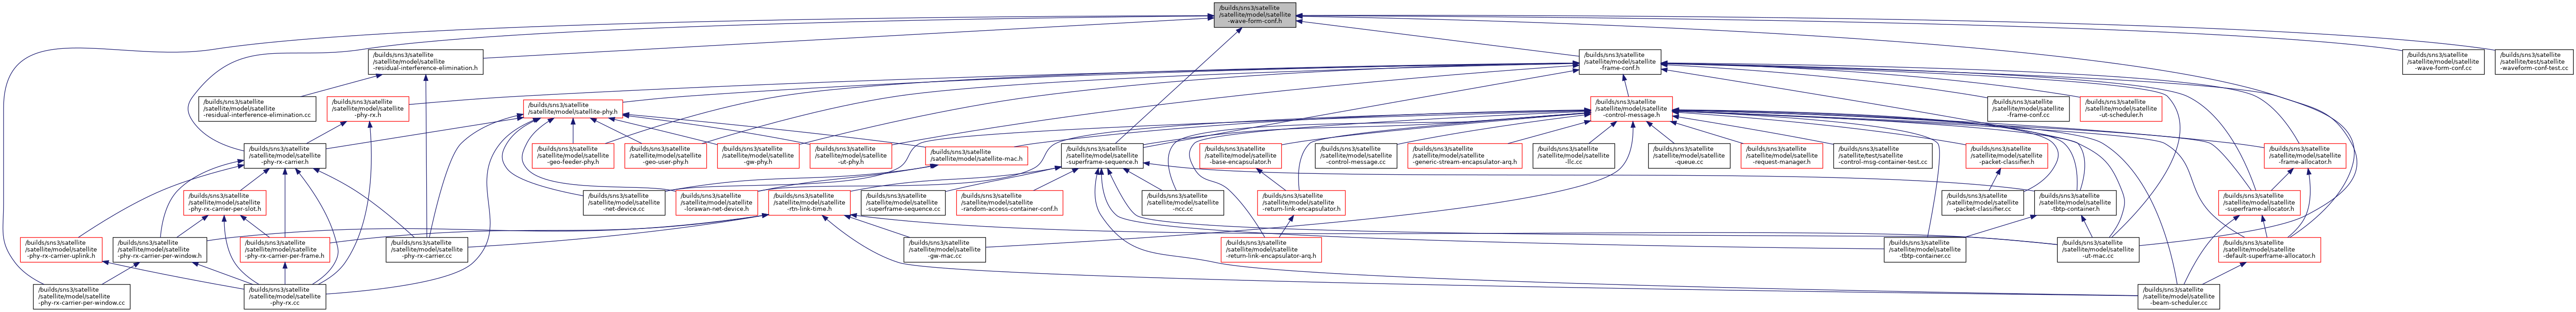 /builds/sns3/satellite
/satellite/model/satellite
-wave-form-conf.h
/builds/sns3/satellite
/satellite/model/satellite
-residual-interference-elimination.h
/builds/sns3/satellite
/satellite/model/satellite
-frame-conf.h
/builds/sns3/satellite
/satellite/model/satellite
-wave-form-conf.cc
/builds/sns3/satellite
/satellite/test/satellite
-waveform-conf-test.cc
/builds/sns3/satellite
/satellite/model/satellite
-residual-interference-elimination.cc
/builds/sns3/satellite
/satellite/model/satellite
-phy-rx.h
/builds/sns3/satellite
/satellite/model/satellite-phy.h
/builds/sns3/satellite
/satellite/model/satellite
-control-message.h
/builds/sns3/satellite
/satellite/model/satellite
-frame-conf.cc
/builds/sns3/satellite
/satellite/model/satellite
-ut-scheduler.h
/builds/sns3/satellite
/satellite/model/satellite
-phy-rx-carrier.h
/builds/sns3/satellite
/satellite/model/satellite
-geo-feeder-phy.h
/builds/sns3/satellite
/satellite/model/satellite
-geo-user-phy.h
/builds/sns3/satellite
/satellite/model/satellite
-gw-phy.h
/builds/sns3/satellite
/satellite/model/satellite
-ut-phy.h
/builds/sns3/satellite
/satellite/model/satellite-mac.h
/builds/sns3/satellite
/satellite/model/satellite
-superframe-sequence.h
/builds/sns3/satellite
/satellite/model/satellite
-base-encapsulator.h
/builds/sns3/satellite
/satellite/model/satellite
-control-message.cc
/builds/sns3/satellite
/satellite/model/satellite
-generic-stream-encapsulator-arq.h
/builds/sns3/satellite
/satellite/model/satellite
-llc.cc
/builds/sns3/satellite
/satellite/model/satellite
-queue.cc
/builds/sns3/satellite
/satellite/model/satellite
-request-manager.h
/builds/sns3/satellite
/satellite/test/satellite
-control-msg-container-test.cc
/builds/sns3/satellite
/satellite/model/satellite
-packet-classifier.h
/builds/sns3/satellite
/satellite/model/satellite
-frame-allocator.h
/builds/sns3/satellite
/satellite/model/satellite
-phy-rx-carrier-per-slot.h
/builds/sns3/satellite
/satellite/model/satellite
-net-device.cc
/builds/sns3/satellite
/satellite/model/satellite
-lorawan-net-device.h
/builds/sns3/satellite
/satellite/model/satellite
-rtn-link-time.h
/builds/sns3/satellite
/satellite/model/satellite
-superframe-sequence.cc
/builds/sns3/satellite
/satellite/model/satellite
-random-access-container-conf.h
/builds/sns3/satellite
/satellite/model/satellite
-ncc.cc
/builds/sns3/satellite
/satellite/model/satellite
-return-link-encapsulator.h
/builds/sns3/satellite
/satellite/model/satellite
-packet-classifier.cc
/builds/sns3/satellite
/satellite/model/satellite
-tbtp-container.h
/builds/sns3/satellite
/satellite/model/satellite
-superframe-allocator.h
/builds/sns3/satellite
/satellite/model/satellite
-phy-rx-carrier-uplink.h
/builds/sns3/satellite
/satellite/model/satellite
-phy-rx-carrier-per-window.h
/builds/sns3/satellite
/satellite/model/satellite
-phy-rx-carrier-per-frame.h
/builds/sns3/satellite
/satellite/model/satellite
-phy-rx-carrier.cc
/builds/sns3/satellite
/satellite/model/satellite
-gw-mac.cc
/builds/sns3/satellite
/satellite/model/satellite
-return-link-encapsulator-arq.h
/builds/sns3/satellite
/satellite/model/satellite
-tbtp-container.cc
/builds/sns3/satellite
/satellite/model/satellite
-ut-mac.cc
/builds/sns3/satellite
/satellite/model/satellite
-default-superframe-allocator.h
/builds/sns3/satellite
/satellite/model/satellite
-phy-rx-carrier-per-window.cc
/builds/sns3/satellite
/satellite/model/satellite
-phy-rx.cc
/builds/sns3/satellite
/satellite/model/satellite
-beam-scheduler.cc